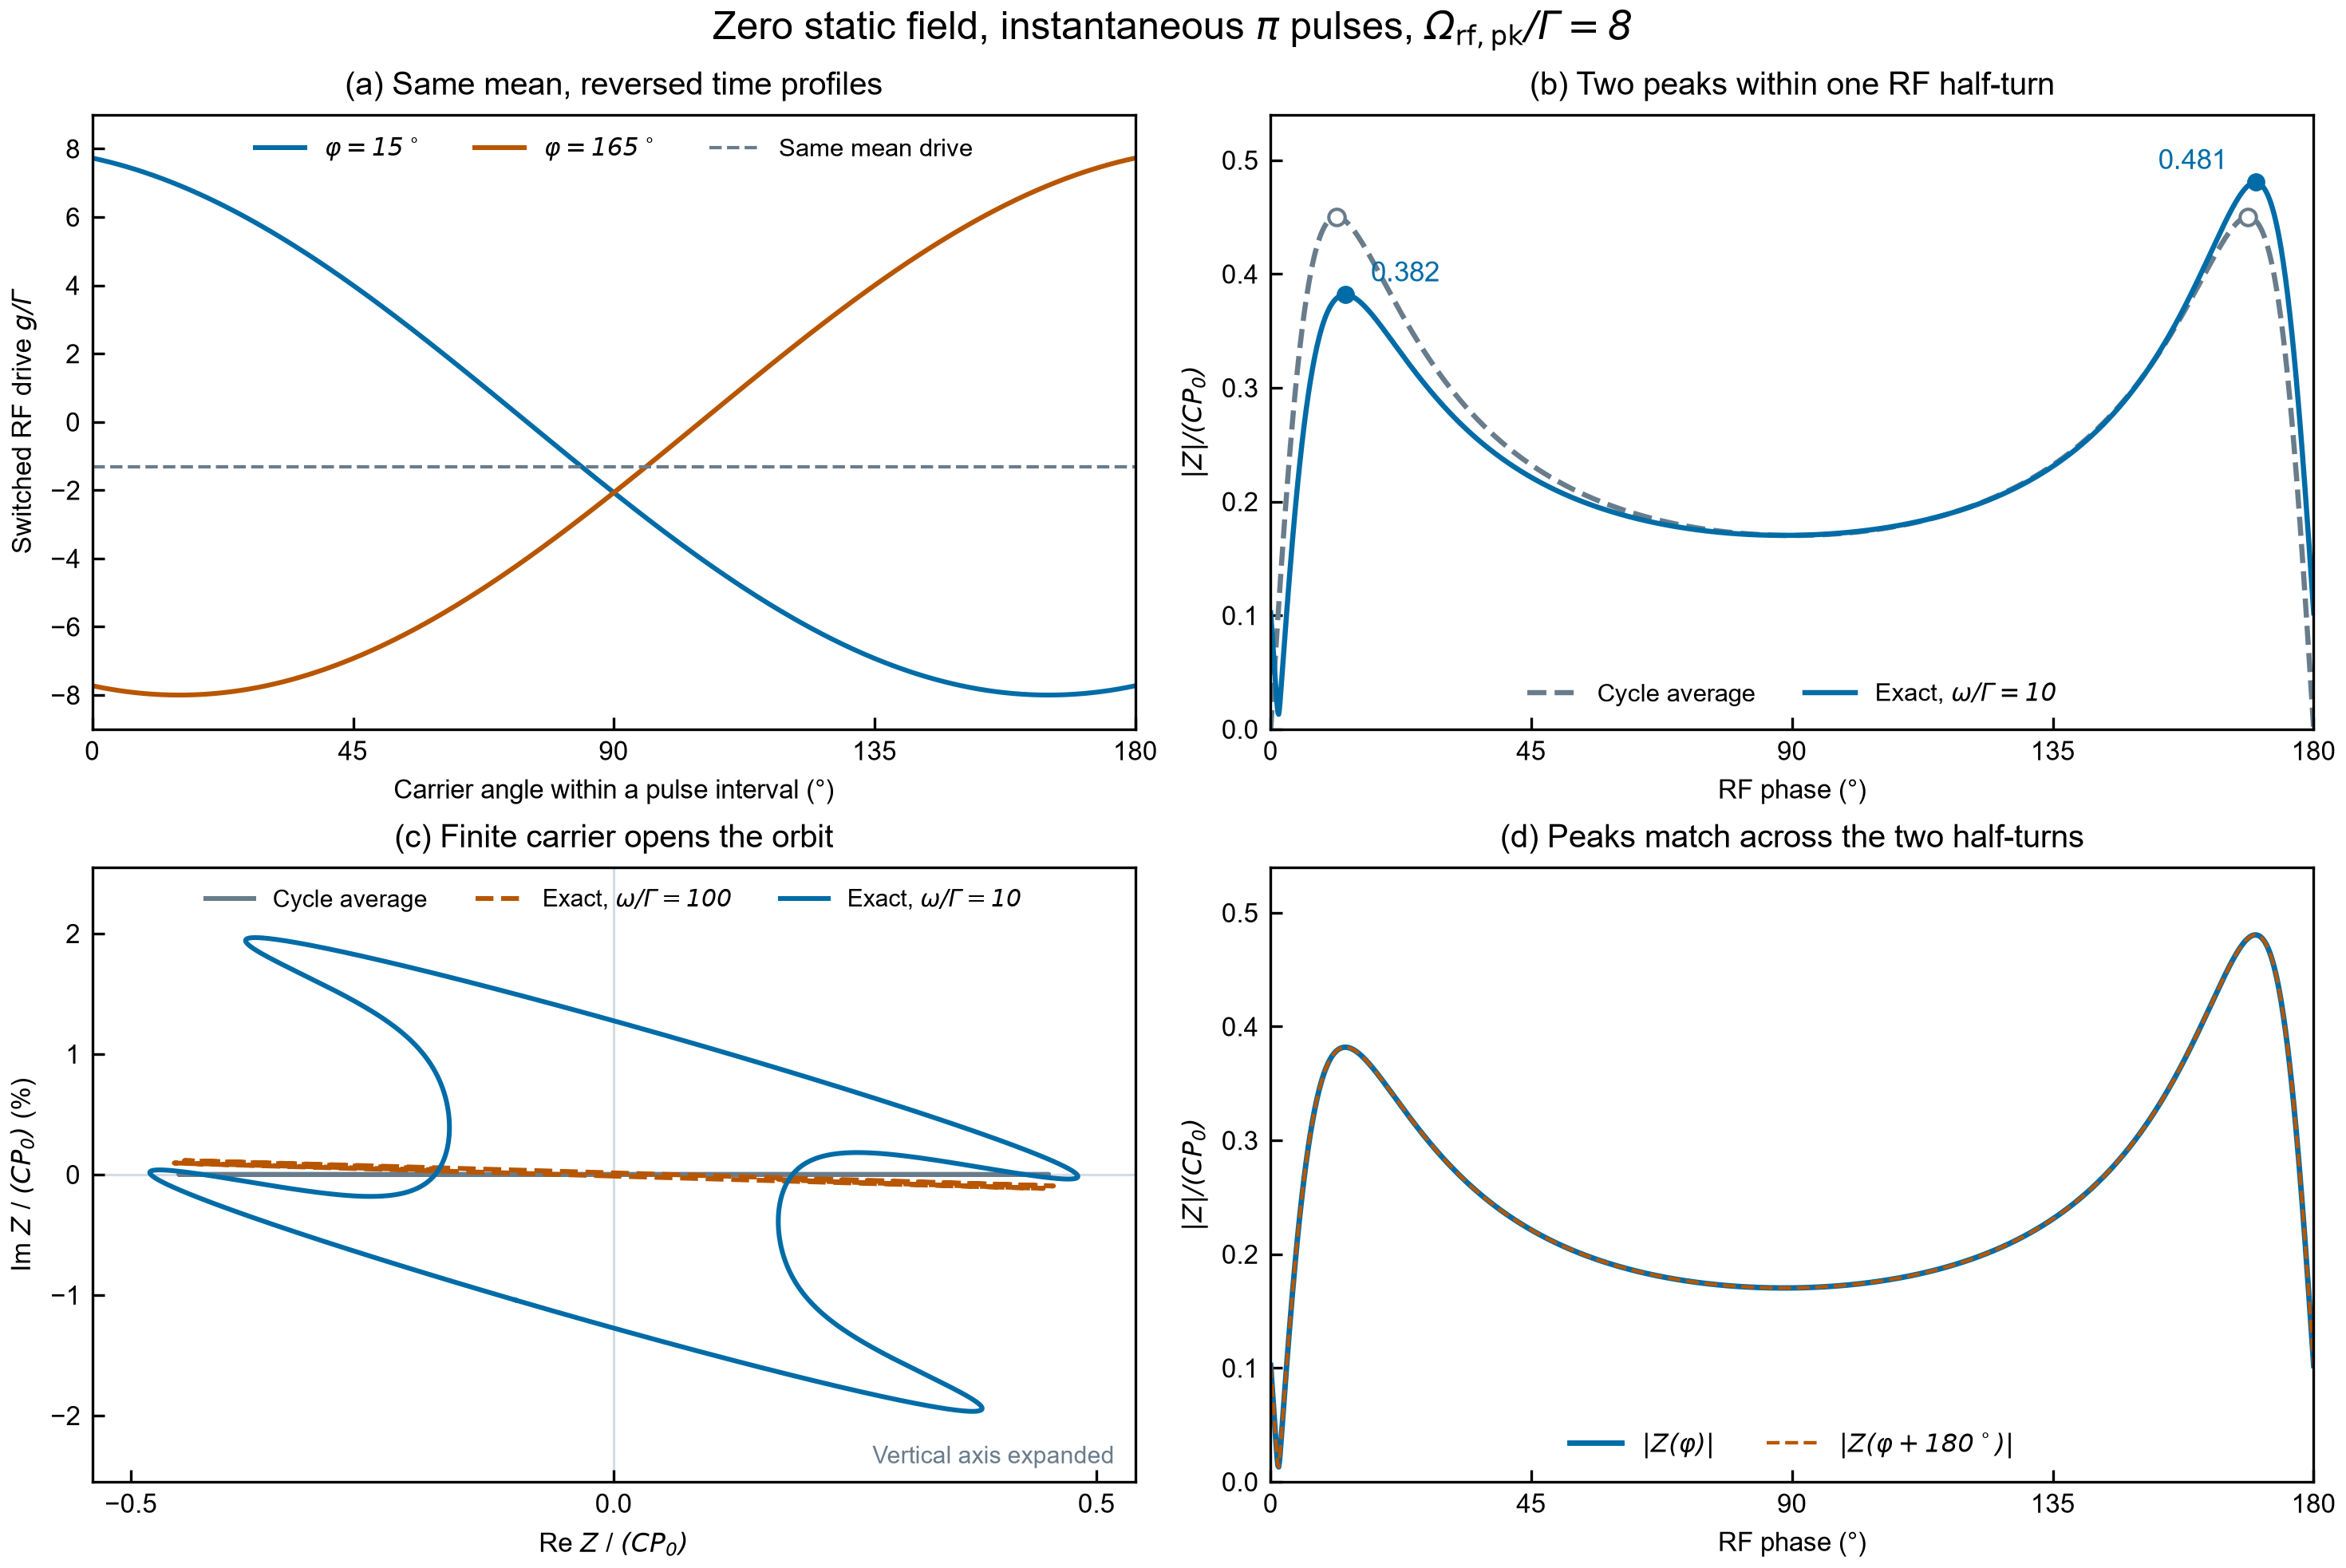 Zero static field, instantaneous π pulses, Ω_rf, pk/Γ = 8
(a) Same mean, reversed time profiles
φ = 15°
φ = 165°
Same mean drive
Switched RF drive g/Γ
8
6
4
2
0
−2
−4
−6
−8
0 45 90 135 180
Carrier angle within a pulse interval (°)
(b) Two peaks within one RF half-turn
0.481
0.382
|Z|/(CP₀)
0.5
0.4
0.3
0.2
0.1
0.0
Cycle average
Exact, ω/Γ = 10
0 45 90 135 180
RF phase (°)
(c) Finite carrier opens the orbit
Cycle average
Exact, ω/Γ = 100
Exact, ω/Γ = 10
Im Z / (CP₀) (%)
2
1
0
−1
−2
Vertical axis expanded
−0.5 0.0 0.5
Re Z / (CP₀)
(d) Peaks match across the two half-turns
|Z|/(CP₀)
0.5
0.4
0.3
0.2
0.1
0.0
|Z(φ)|
|Z(φ + 180°)|
0 45 90 135 180
RF phase (°)